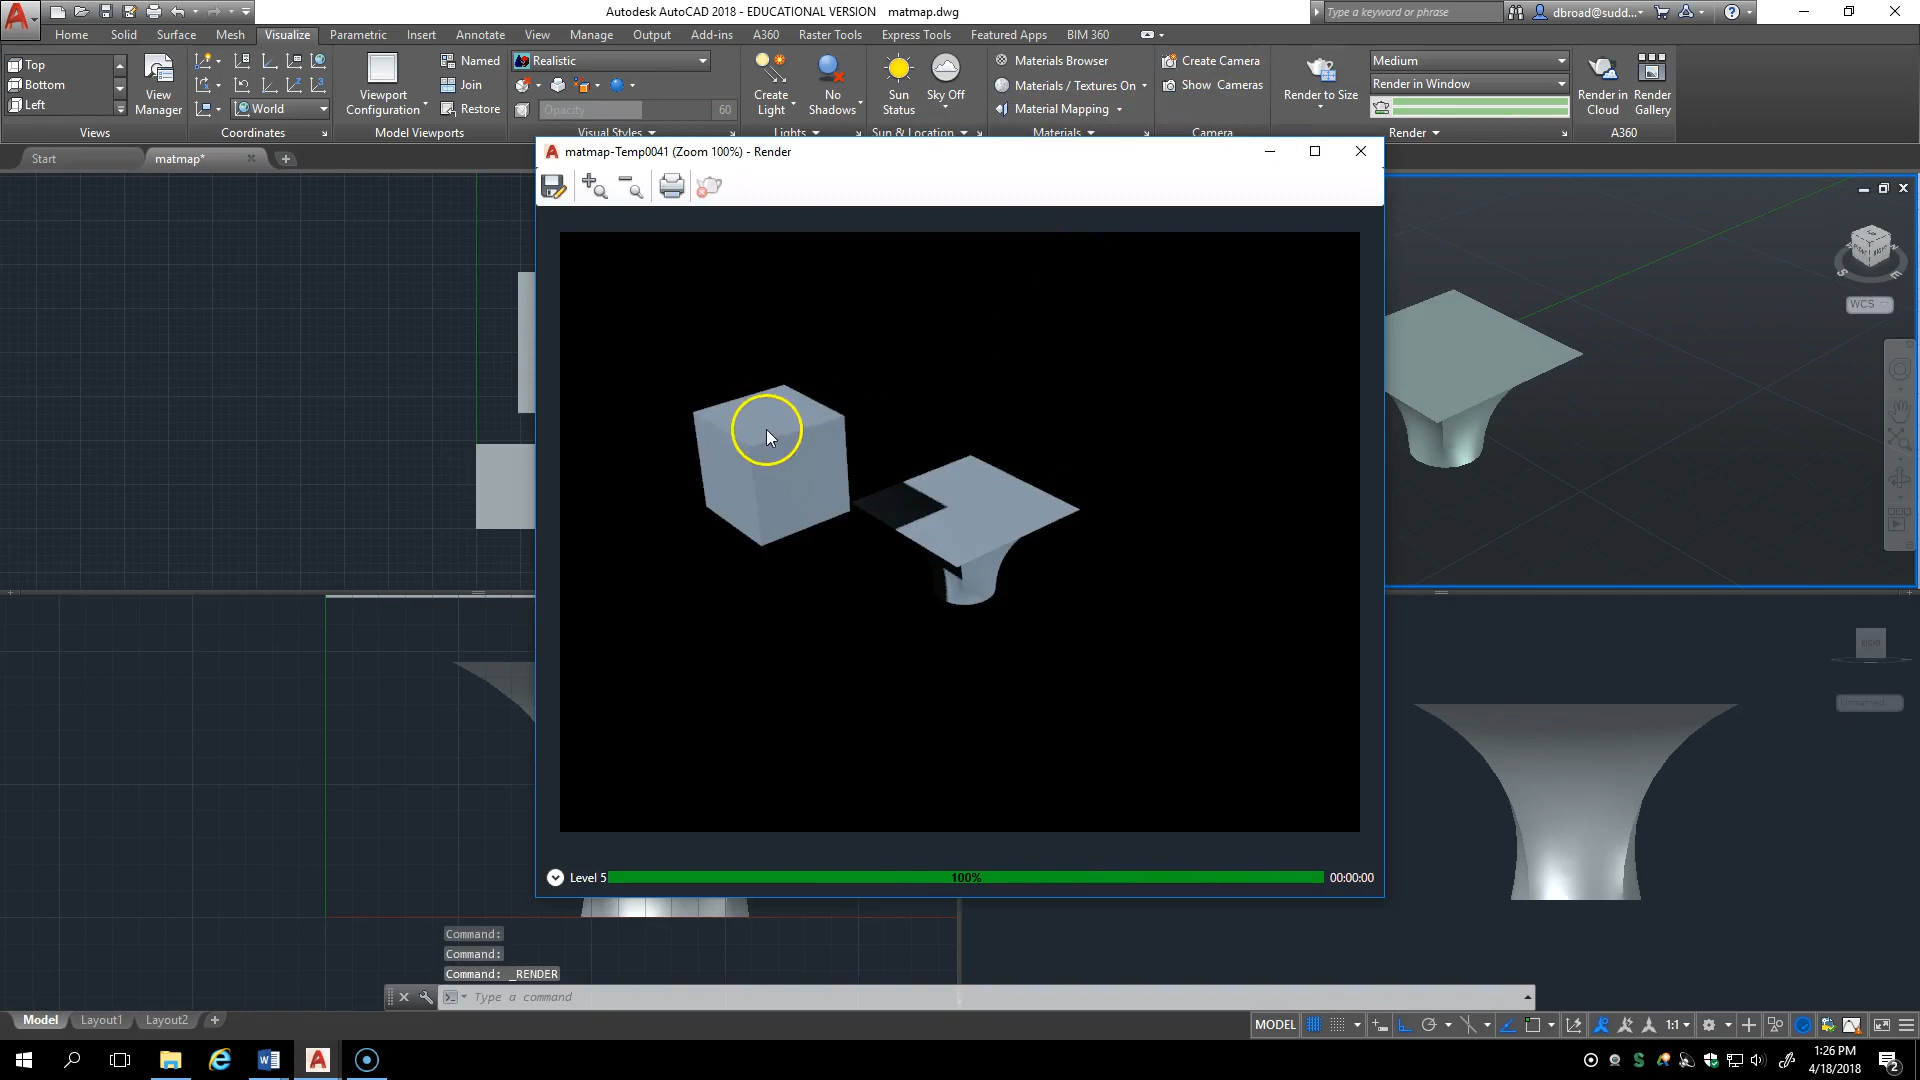 Autodesk AutoCAD 2018 - EDUCATIONAL VERSION matmap.dwg
Type a keyword or phrase
dbroad@sudd...
Home Solid Surface Mesh Visualize Parametric Insert Annotate View Manage Output Add-ins A360 Raster Tools Express Tools Featured Apps BIM 360
Top
Bottom
Left
View Manager
Views
World
Coordinates
Viewport Configuration
Named
Join
Restore
Model Viewports
Realistic
Opacity 60
Visual Styles
Create Light
No Shadows
Lights
Sun Status
Sky Off
Sun & Location
Materials Browser
Materials / Textures On
Material Mapping
Materials
Create Camera
Show Cameras
Camera
Render to Size
Medium
Render in Window
Render
Render in Cloud
Render Gallery
A360
Start
matmap*
matmap-Temp0041 (Zoom 100%) - Render
WCS
RIGHT
Unnamed
Level 5 100% 00:00:00
Command:
Command:
Command: _RENDER
Type a command
Model Layout1 Layout2
MODEL
1:1
1:26 PM
4/18/2018
2